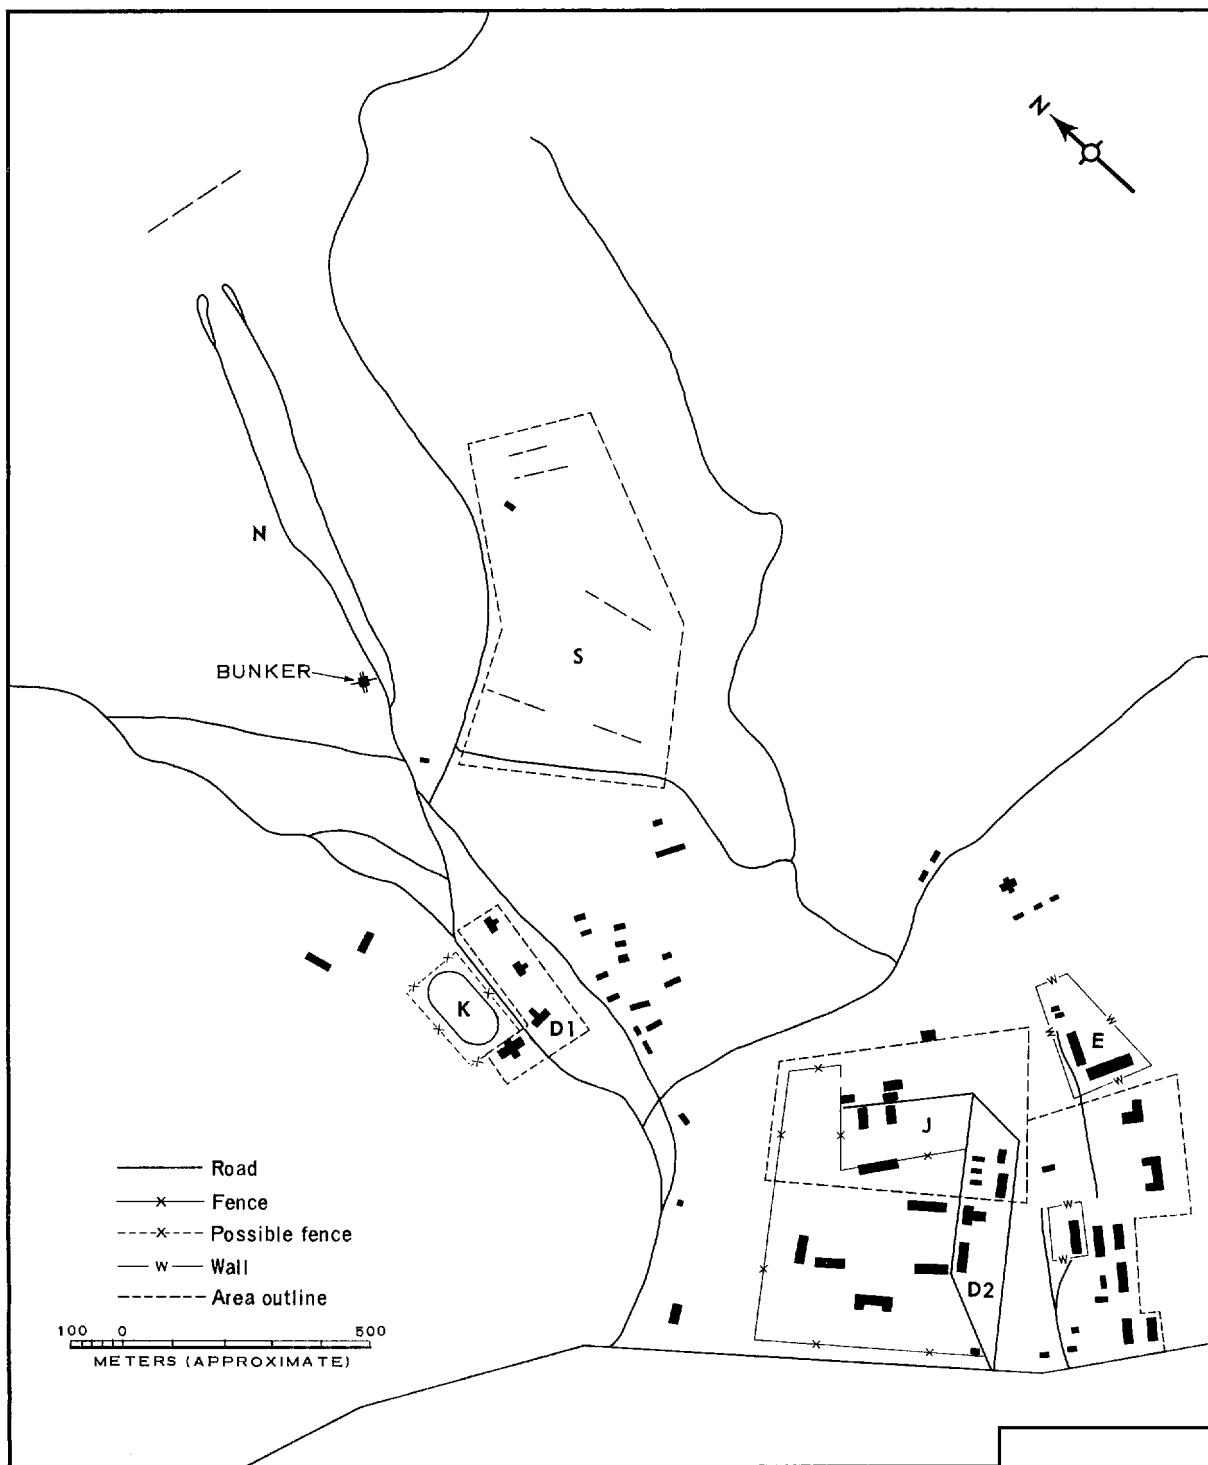 N
N
BUNKER
S
K
D1
E
J
D2
Road
Fence
Possible fence
W Wall
Area outline
100 0 500
METERS (APPROXIMATE)
W
W
W
W
W
W